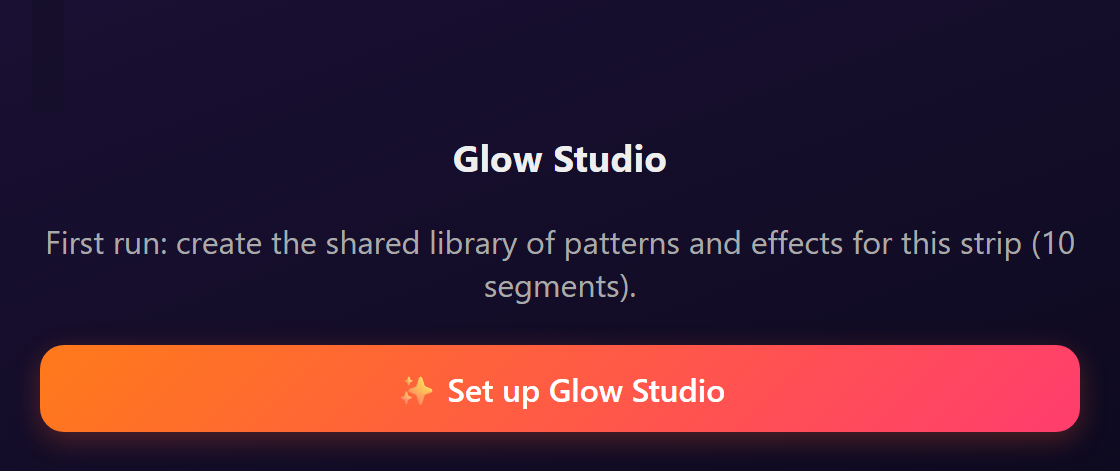 Glow Studio
First run: create the shared library of patterns and effects for this strip (10
segments).
✨ Set up Glow Studio